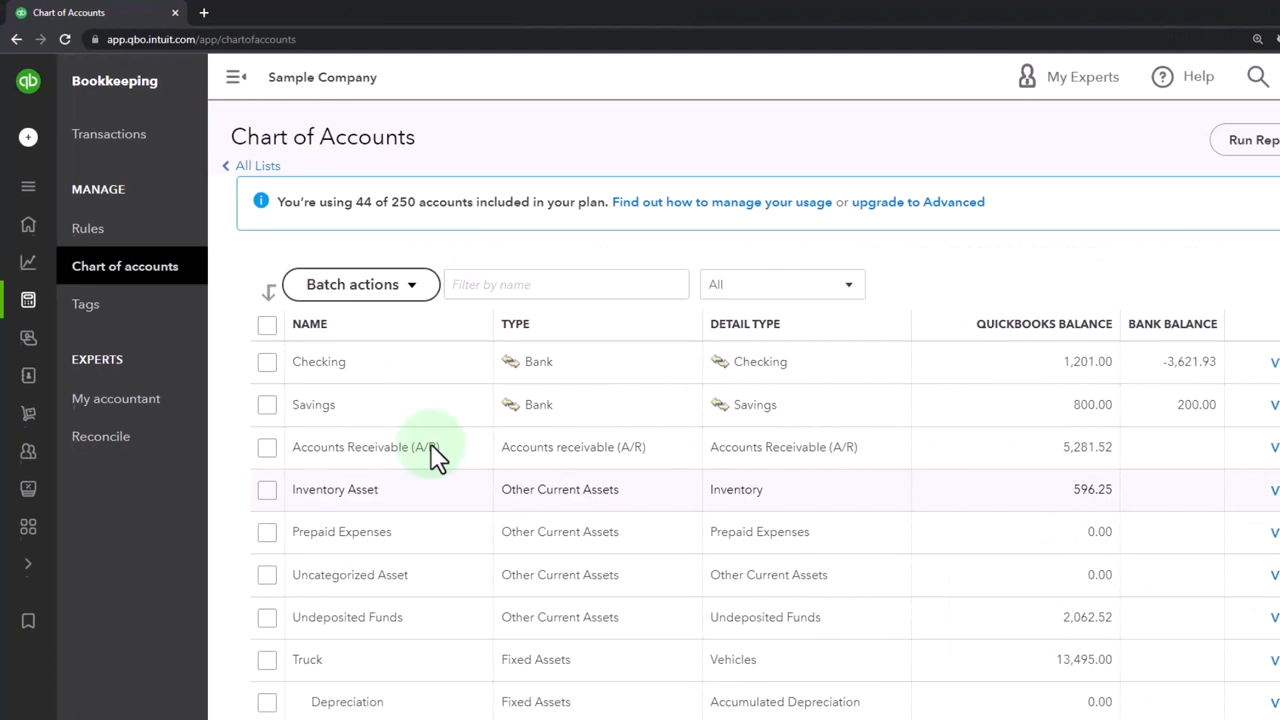 Chart of Accounts
app.qbo.intuit.com/app/chartofaccounts
qb
Bookkeeping
Sample Company
My Experts
Help
Transactions
MANAGE
Rules
Chart of accounts
Tags
EXPERTS
My accountant
Reconcile
Chart of Accounts
Run Rep
All Lists
You're using 44 of 250 accounts included in your plan. Find out how to manage your usage or upgrade to Advanced
Batch actions Filter by name All
NAME TYPE DETAIL TYPE QUICKBOOKS BALANCE BANK BALANCE
Checking Bank Checking 1,201.00 -3,621.93 V
Savings Bank Savings 800.00 200.00 V
Accounts Receivable (A/R) Accounts receivable (A/R) Accounts Receivable (A/R) 5,281.52 V
Inventory Asset Other Current Assets Inventory 596.25 V
Prepaid Expenses Other Current Assets Prepaid Expenses 0.00 V
Uncategorized Asset Other Current Assets Other Current Assets 0.00 V
Undeposited Funds Other Current Assets Undeposited Funds 2,062.52 V
Truck Fixed Assets Vehicles 13,495.00 V
Depreciation Fixed Assets Accumulated Depreciation 0.00 V